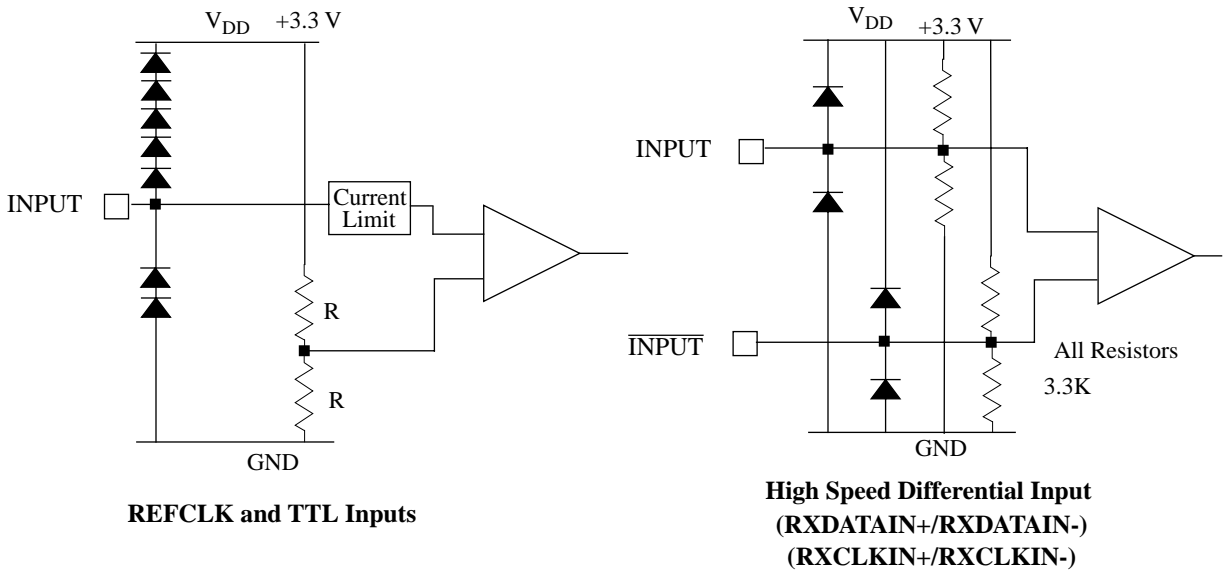 V_DD +3.3 V
INPUT
Current
Limit
R
R
GND
REFCLK and TTL Inputs
V_DD
+3.3 V
INPUT
INPUT
All Resistors
3.3K
GND
High Speed Differential Input
(RXDATAIN+/RXDATAIN-)
(RXCLKIN+/RXCLKIN-)